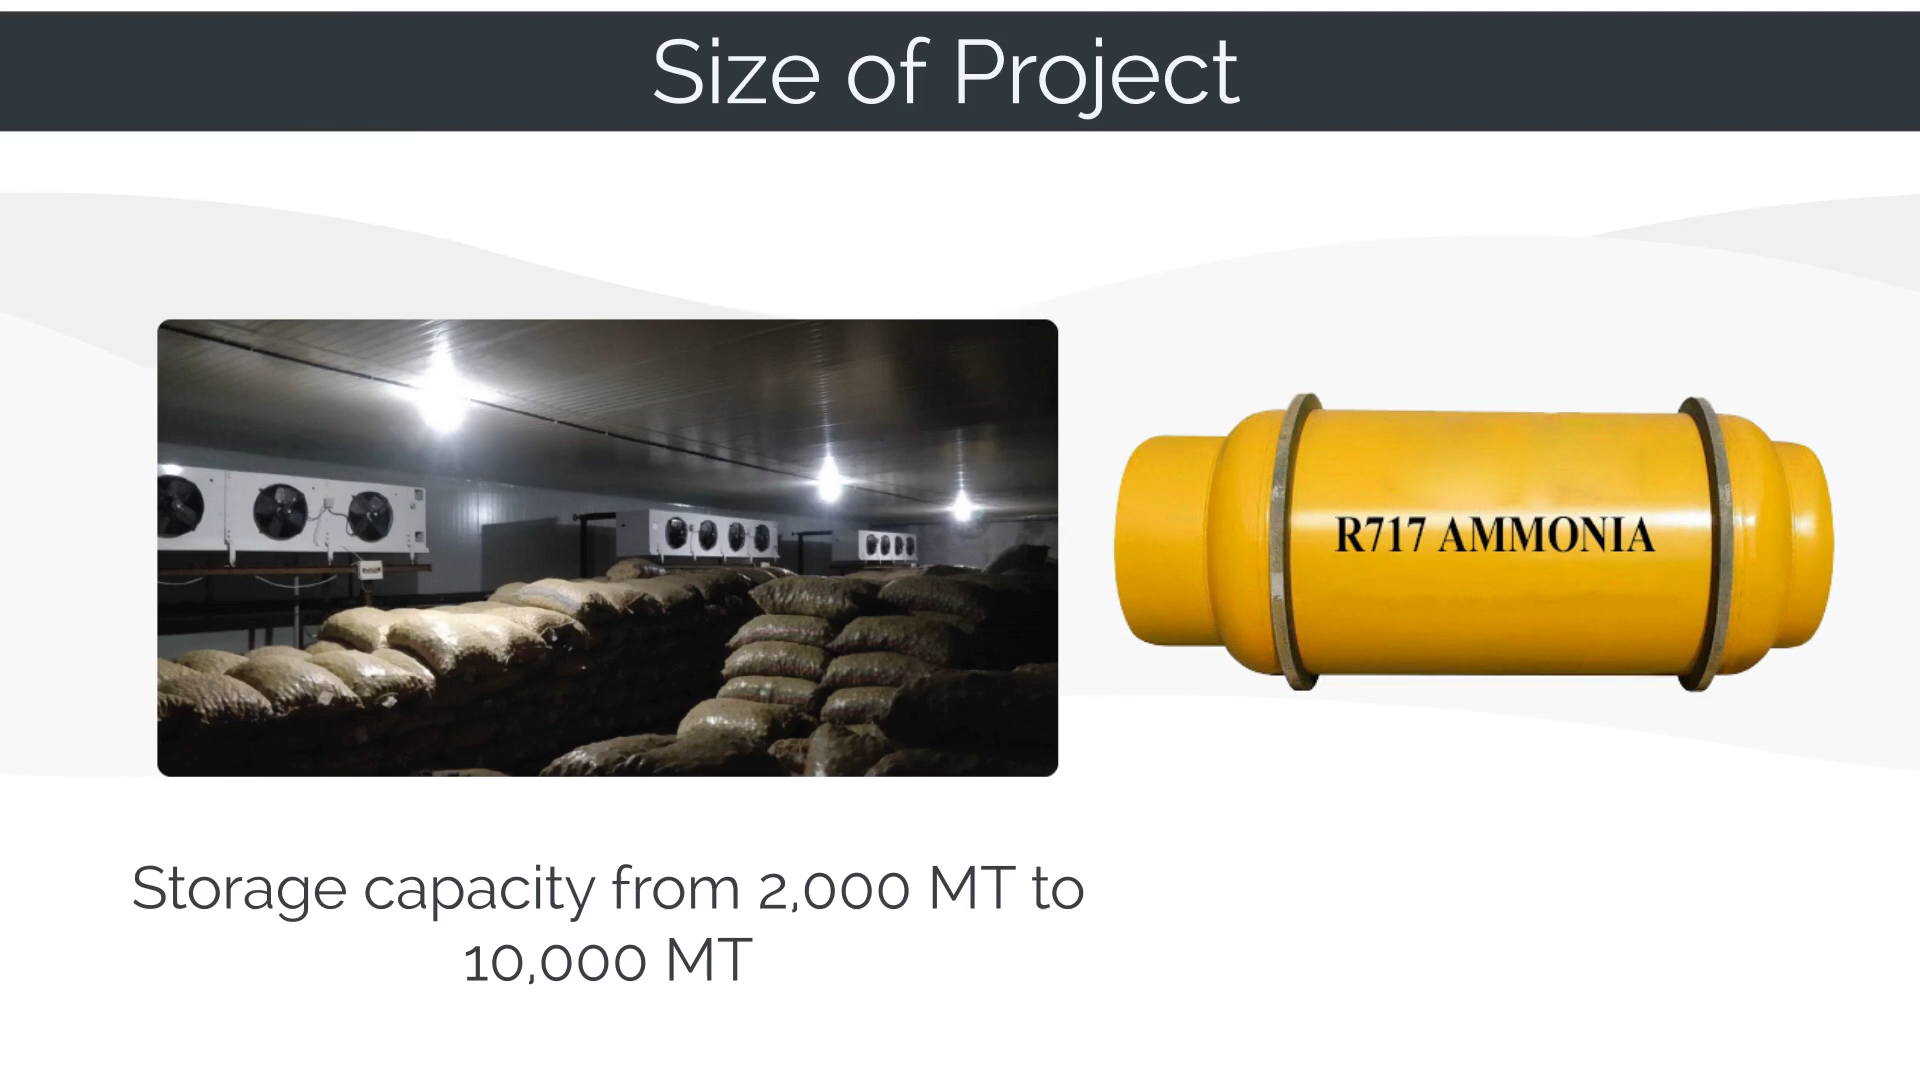 Size of Project
R717 AMMONIA
Storage capacity from 2,000 MT to
10,000 MT